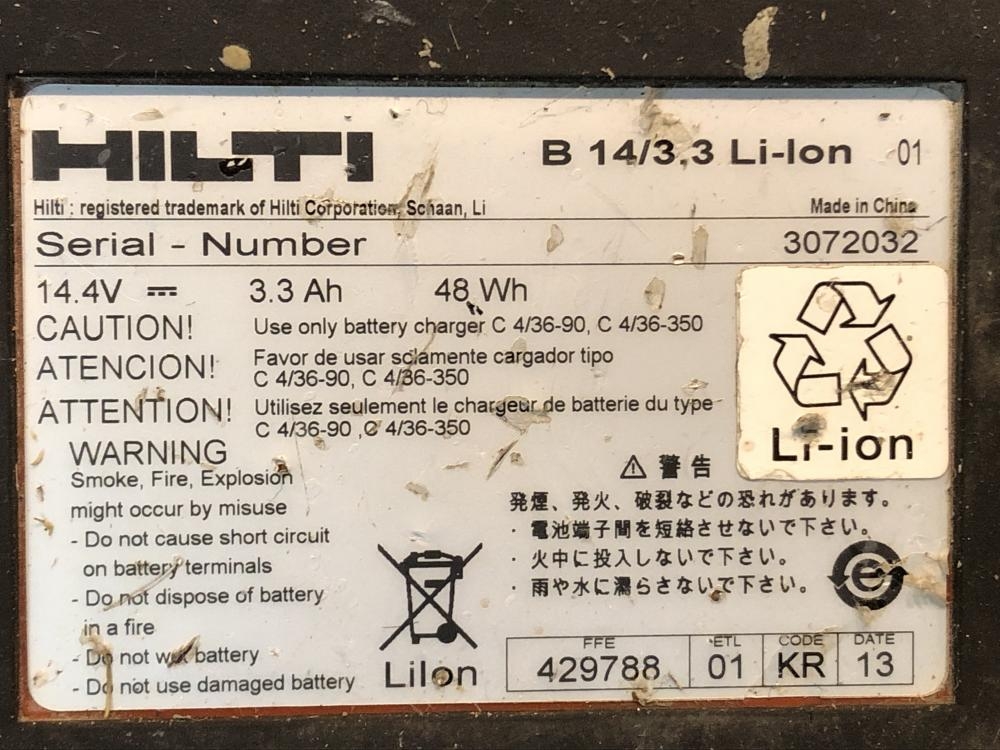 HILTI
B 14/3,3 Li-Ion 01
Hilti : registered trademark of Hilti Corporation, Schaan, Li
Made in China
Serial - Number 3072032
14.4V 3.3 Ah 48 Wh
CAUTION! Use only battery charger C 4/36-90, C 4/36-350
ATENCION! Favor de usar solamente cargador tipo
C 4/36-90, C 4/36-350
ATTENTION! Utilisez seulement le chargeur de batterie du type
C 4/36-90 ,C 4/36-350
Li-ion
WARNING
Smoke, Fire, Explosion
might occur by misuse
- Do not cause short circuit
on battery terminals
- Do not dispose of battery
in a fire
- Do not wet battery
- Do not use damaged battery
LiIon
⚠ 警告
発煙、発火、破裂などの恐れがあります。
・電池端子間を短絡させないで下さい。
・火中に投入しないで下さい。
・雨や水に濡らさないで下さい。
FFE ETL CODE DATE
429788 01 KR 13